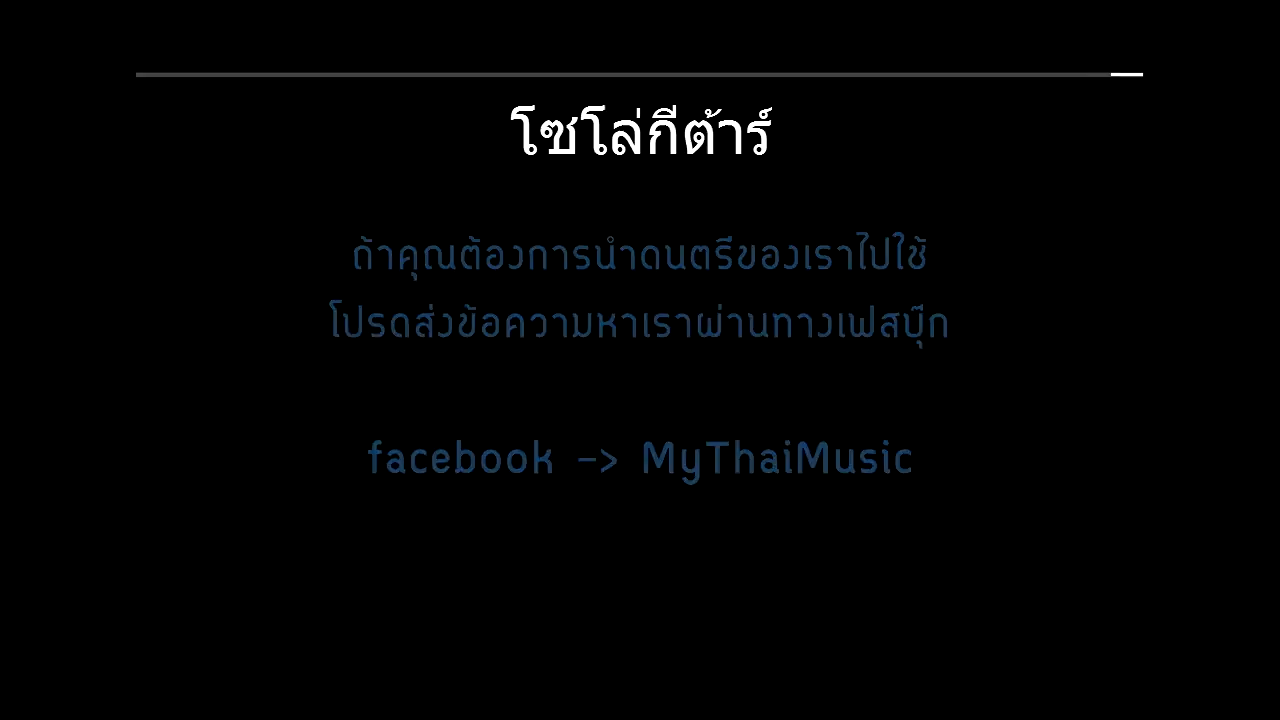 โซโล่กีต้าร์
ถ้าคุณต้องการนำดนตรีของเราไปใช้
โปรดส่งข้อความหาเราผ่านทางเฟสบุ๊ก
facebook -> MyThaiMusic